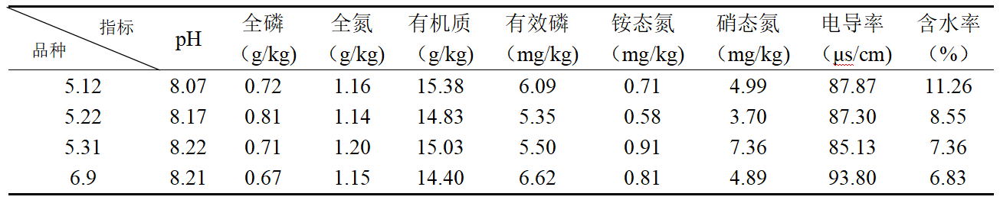 指标 pH 全磷 全氮 有机质 有效磷 铵态氮 硝态氮 电导率 含水率
品种 （g/kg） （g/kg） （g/kg） （mg/kg） （mg/kg） （mg/kg） （μs/cm） （%）
5.12 8.07 0.72 1.16 15.38 6.09 0.71 4.99 87.87 11.26
5.22 8.17 0.81 1.14 14.83 5.35 0.58 3.70 87.30 8.55
5.31 8.22 0.71 1.20 15.03 5.50 0.91 7.36 85.13 7.36
6.9 8.21 0.67 1.15 14.40 6.62 0.81 4.89 93.80 6.83